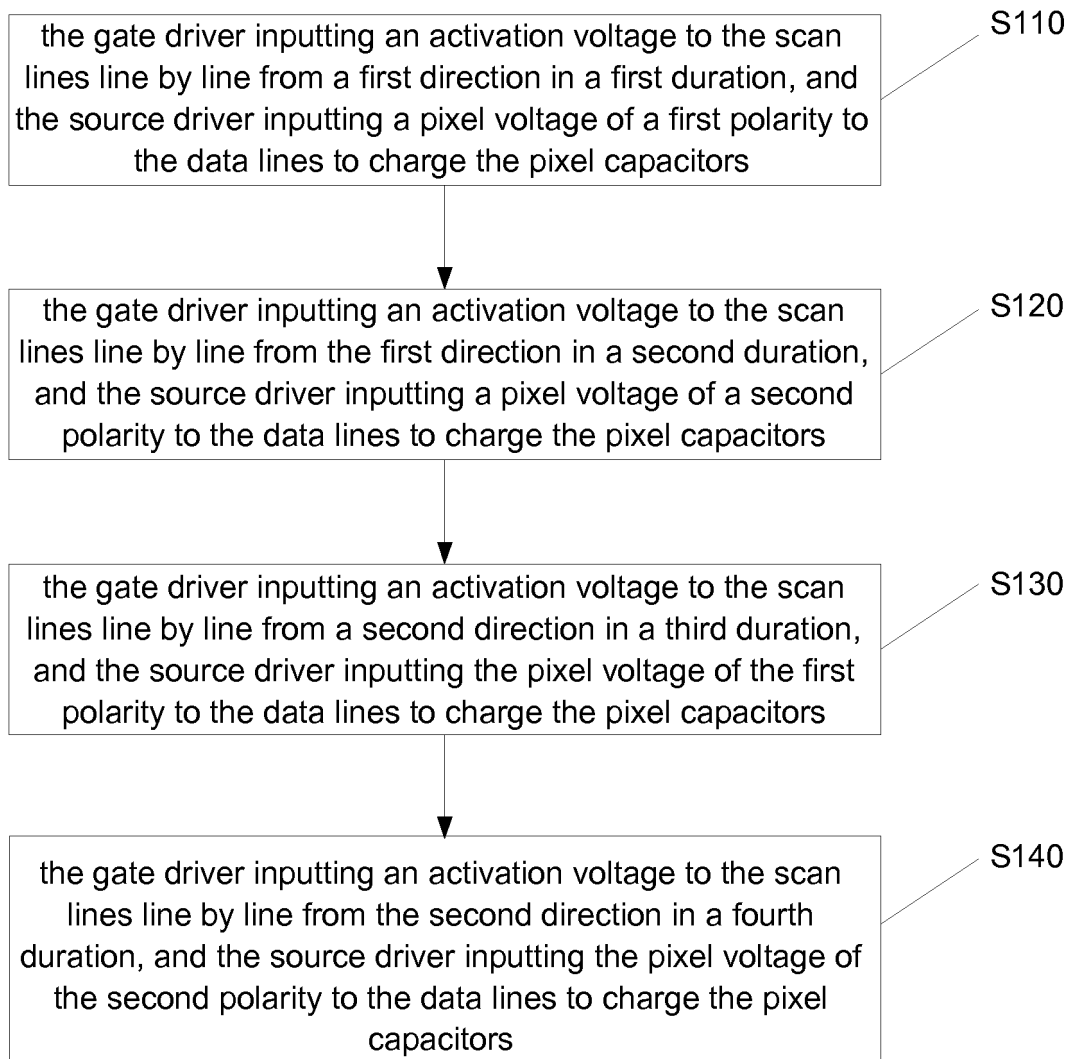 the gate driver inputting an activation voltage to the scan
lines line by line from a first direction in a first duration, and
the source driver inputting a pixel voltage of a first polarity to
the data lines to charge the pixel capacitors
S110
the gate driver inputting an activation voltage to the scan
lines line by line from the first direction in a second duration,
and the source driver inputting a pixel voltage of a second
polarity to the data lines to charge the pixel capacitors
S120
the gate driver inputting an activation voltage to the scan
lines line by line from a second direction in a third duration,
and the source driver inputting the pixel voltage of the first
polarity to the data lines to charge the pixel capacitors
S130
the gate driver inputting an activation voltage to the scan
lines line by line from the second direction in a fourth
duration, and the source driver inputting the pixel voltage of
the second polarity to the data lines to charge the pixel
capacitors
S140